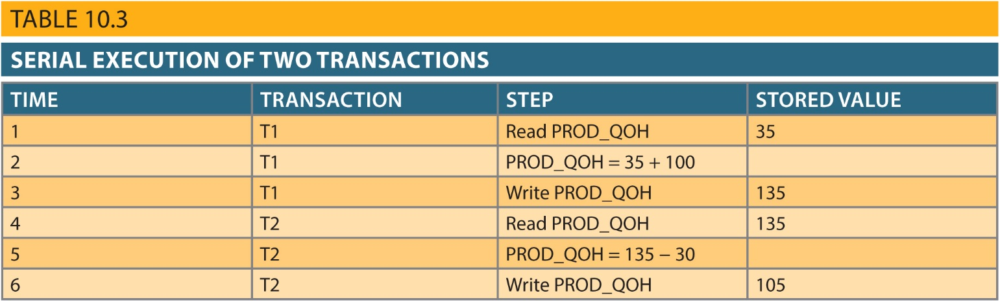 TABLE 10.3
SERIAL EXECUTION OF TWO TRANSACTIONS
TIME TRANSACTION STEP STORED VALUE
1 T1 Read PROD_QOH 35
2 T1 PROD_QOH = 35 + 100
3 T1 Write PROD_QOH 135
4 T2 Read PROD_QOH 135
5 T2 PROD_QOH = 135 − 30
6 T2 Write PROD_QOH 105